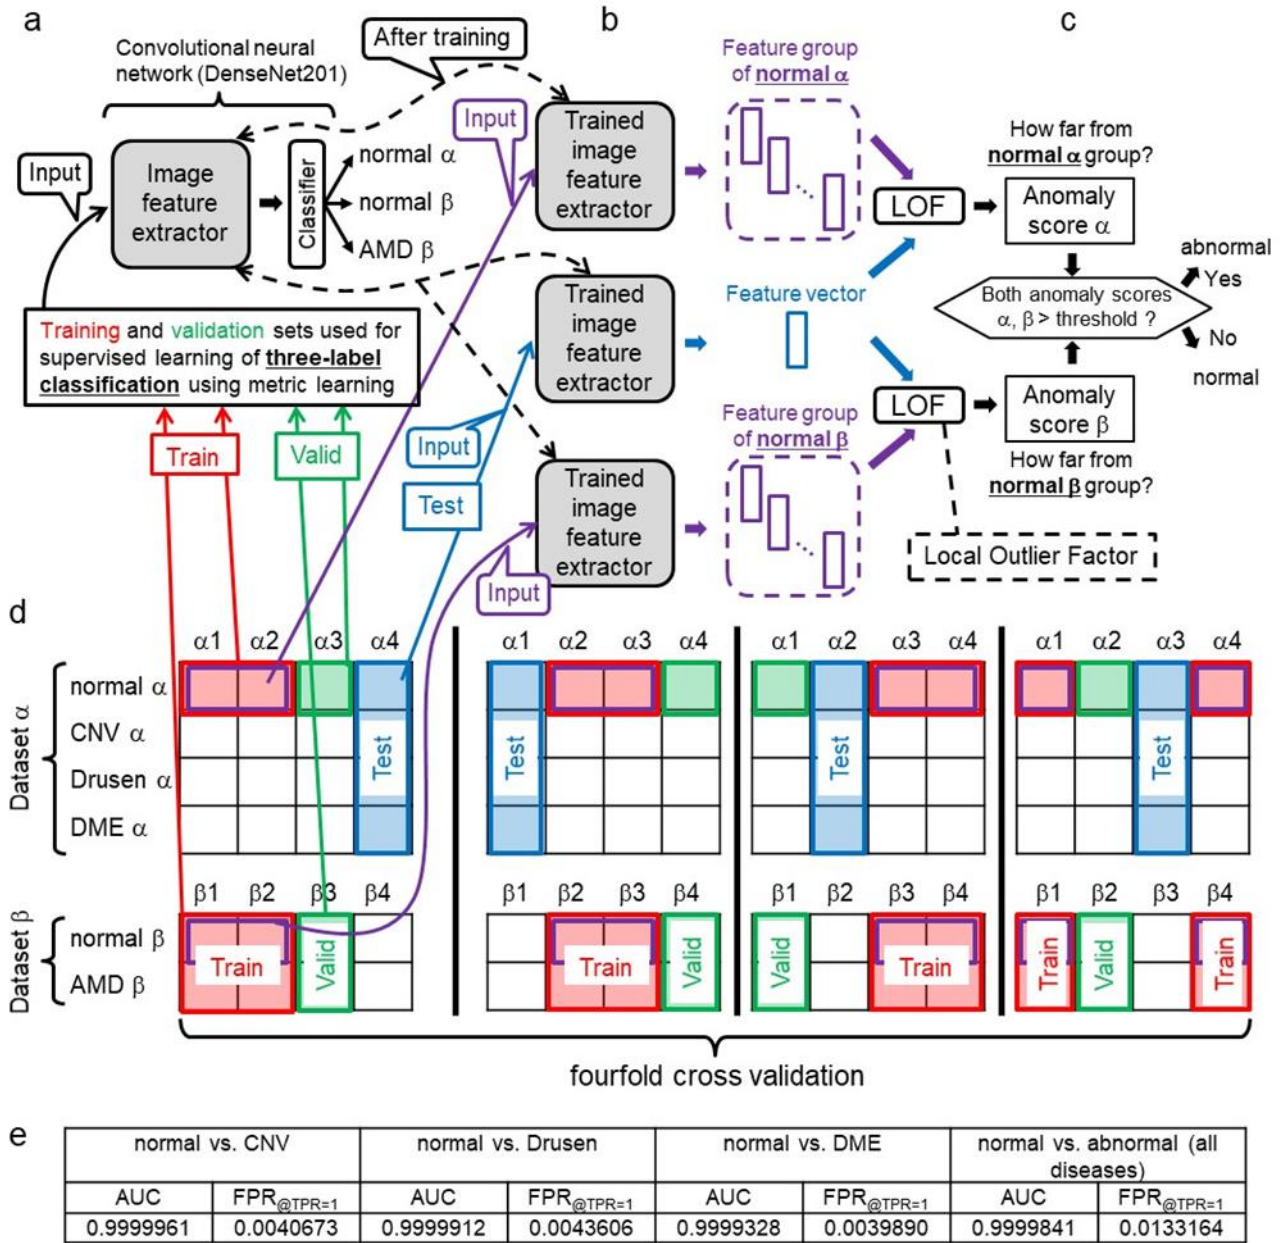 a
b
c
Convolutional neural
network (DenseNet201)
After training
Input
Image
feature
extractor
Classifier
normal α
normal β
AMD β
Training and validation sets used for
supervised learning of three-label
classification using metric learning
Train
Valid
Input
Input
Test
Input
Trained
image
feature
extractor
Trained
image
feature
extractor
Trained
image
feature
extractor
Feature group
of normal α
Feature vector
Feature group
of normal β
LOF
LOF
How far from
normal α group?
Anomaly
score α
Both anomaly scores
α, β > threshold ?
abnormal
Yes
No
normal
Anomaly
score β
How far from
normal β group?
Local Outlier Factor
d
α1 α2 α3 α4
α1 α2 α3 α4
α1 α2 α3 α4
α1 α2 α3 α4
Dataset α
normal α
CNV α
Drusen α
DME α
Test
Test
Test
Test
β1 β2 β3 β4
β1 β2 β3 β4
β1 β2 β3 β4
β1 β2 β3 β4
Dataset β
normal β
AMD β
Train
Valid
Train
Valid
Valid
Train
Train
Valid
Train
fourfold cross validation
e
normal vs. CNV
normal vs. Drusen
normal vs. DME
normal vs. abnormal (all
diseases)
AUC FPR@TPR=1 AUC FPR@TPR=1 AUC FPR@TPR=1 AUC FPR@TPR=1
0.9999961 0.0040673 0.9999912 0.0043606 0.9999328 0.0039890 0.9999841 0.0133164